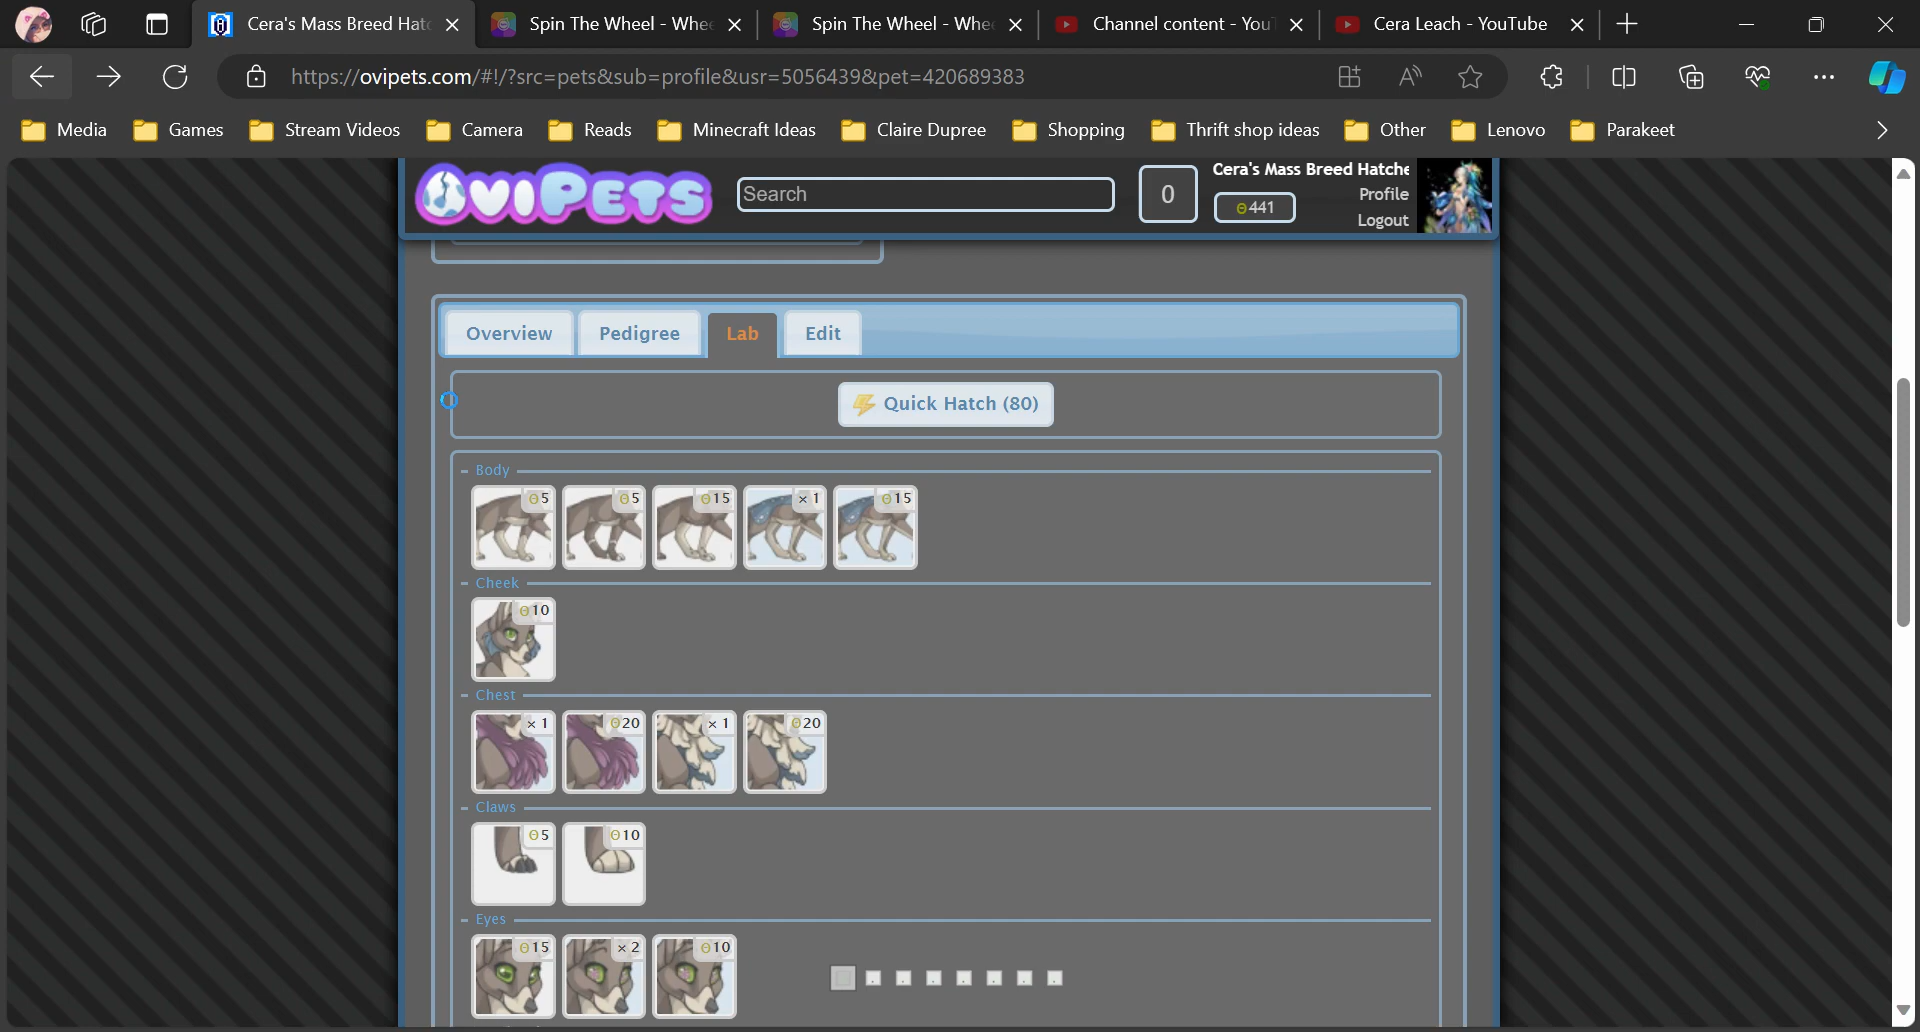 Cera's Mass Breed Hatc
Spin The Wheel - Whee
Spin The Wheel - Whe
Channel content - YouT
Cera Leach - YouTube
https://ovipets.com/#!/?src=pets&sub=profile&usr=5056439&pet=420689383
Media
Games
Stream Videos
Camera
Reads
Minecraft Ideas
Claire Dupree
Shopping
Thrift shop ideas
Other
Lenovo
Parakeet
OviPets
Search
0
Cera's Mass Breed Hatche
441
Profile
Logout
Overview
Pedigree
Lab
Edit
Quick Hatch (80)
Body
5
5
15
× 1
15
Cheek
10
Chest
× 1
20
× 1
20
Claws
5
10
Eyes
15
× 2
10